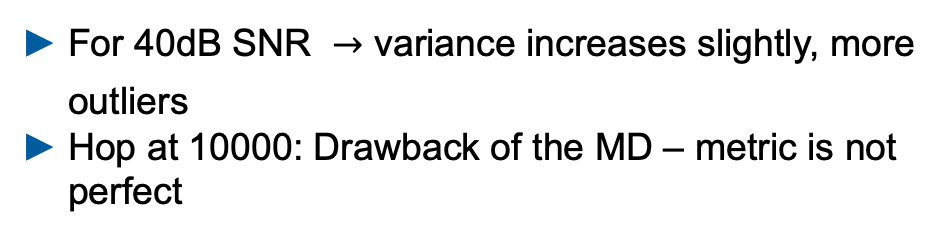 ► For 40dB SNR → variance increases slightly, more
outliers
► Hop at 10000: Drawback of the MD – metric is not
perfect